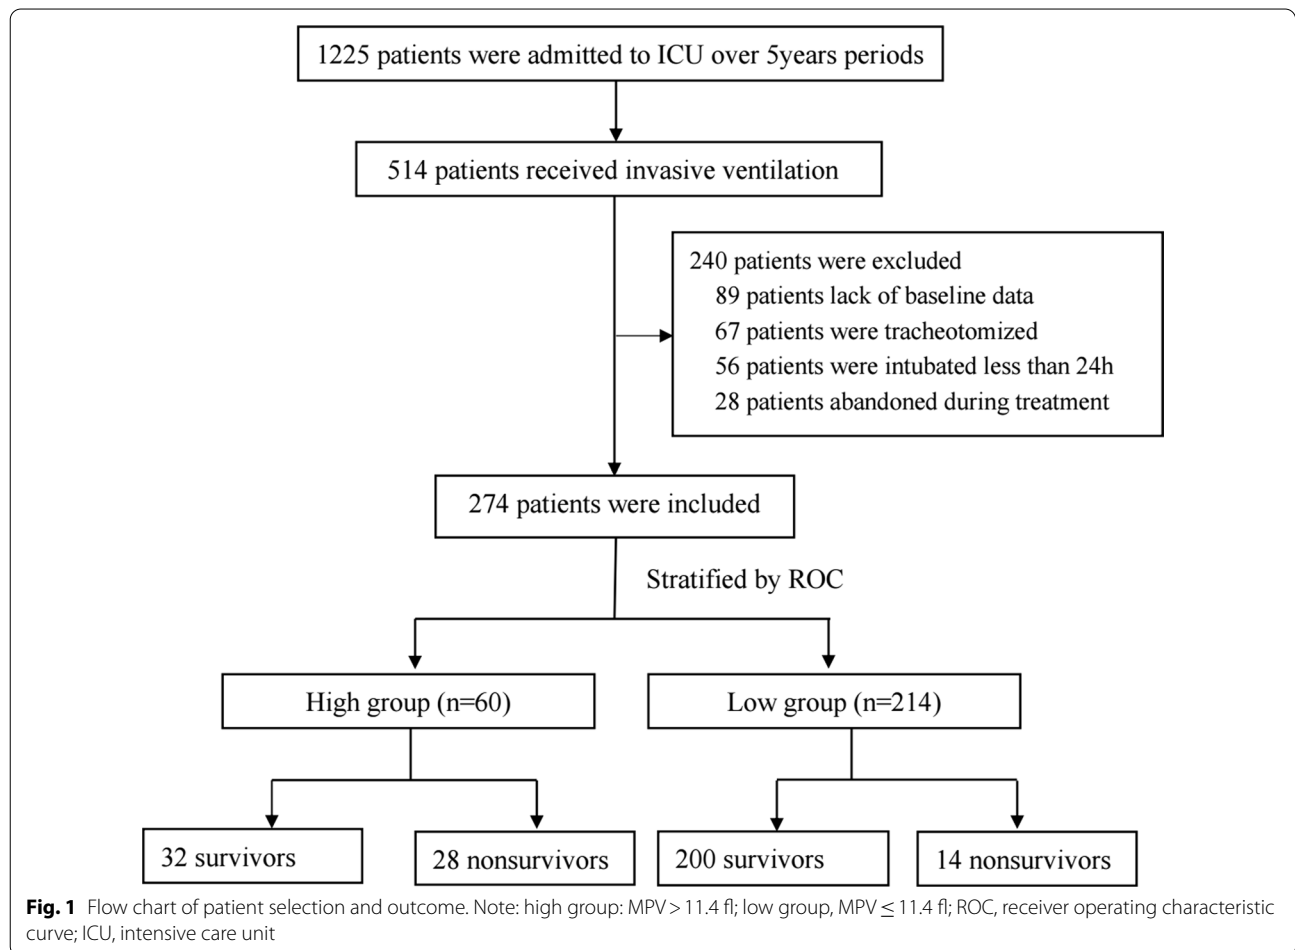 1225 patients were admitted to ICU over 5years periods
514 patients received invasive ventilation
240 patients were excluded
89 patients lack of baseline data
67 patients were tracheotomized
56 patients were intubated less than 24h
28 patients abandoned during treatment
274 patients were included
Stratified by ROC
High group (n=60)
Low group (n=214)
32 survivors
28 nonsurvivors
200 survivors
14 nonsurvivors
Fig. 1 Flow chart of patient selection and outcome. Note: high group: MPV > 11.4 fl; low group, MPV ≤ 11.4 fl; ROC, receiver operating characteristic
curve; ICU, intensive care unit